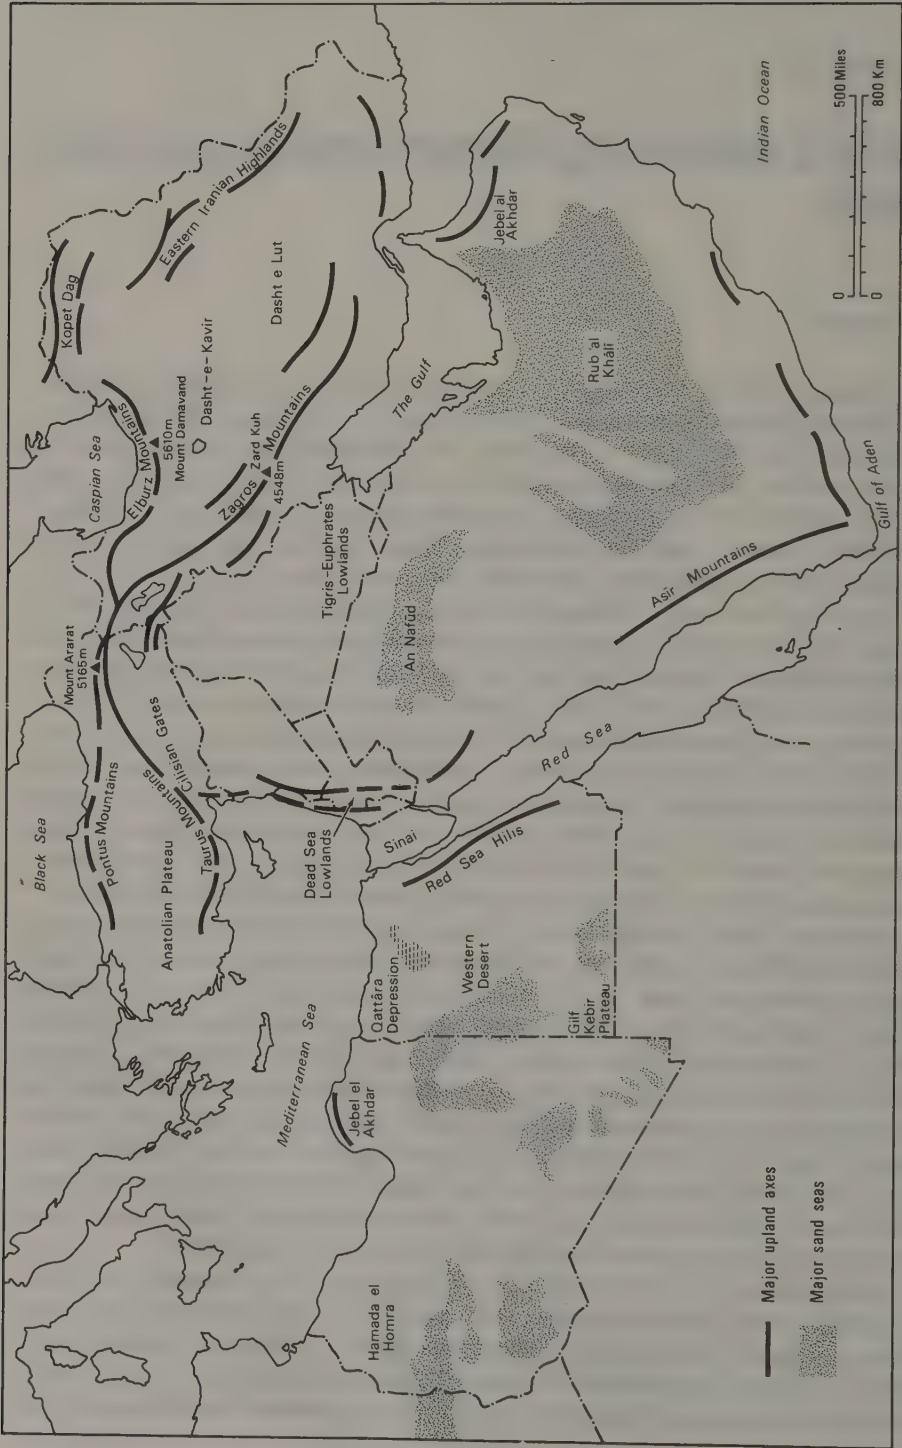 Black Sea
Pontus Mountains
Anatolian Plateau
Taurus Mountains
Cilisian Gates
Mount Ararat
5165m
Caspian Sea
Elburz Mountains
5610m
Mount Damavand
Dasht-e-Kavir
Kopet Dag
Eastern Iranian Highlands
Dasht e Lut
Zagros Mountains
Zard Kuh
4548m
Tigris-Euphrates
Lowlands
The Gulf
Mediterranean Sea
Dead Sea
Lowlands
Sinai
Jebel el
Akhdar
Qattâra
Depression
Western
Desert
Gilf
Kebir
Plateau
Red Sea Hills
Red Sea
An Nafūd
Jebel al
Akhdar
Rub 'al
Khālī
Asīr Mountains
Gulf of Aden
Indian Ocean
Hamada el
Homra
Major upland axes
Major sand seas
0 500 Miles
0 800 Km